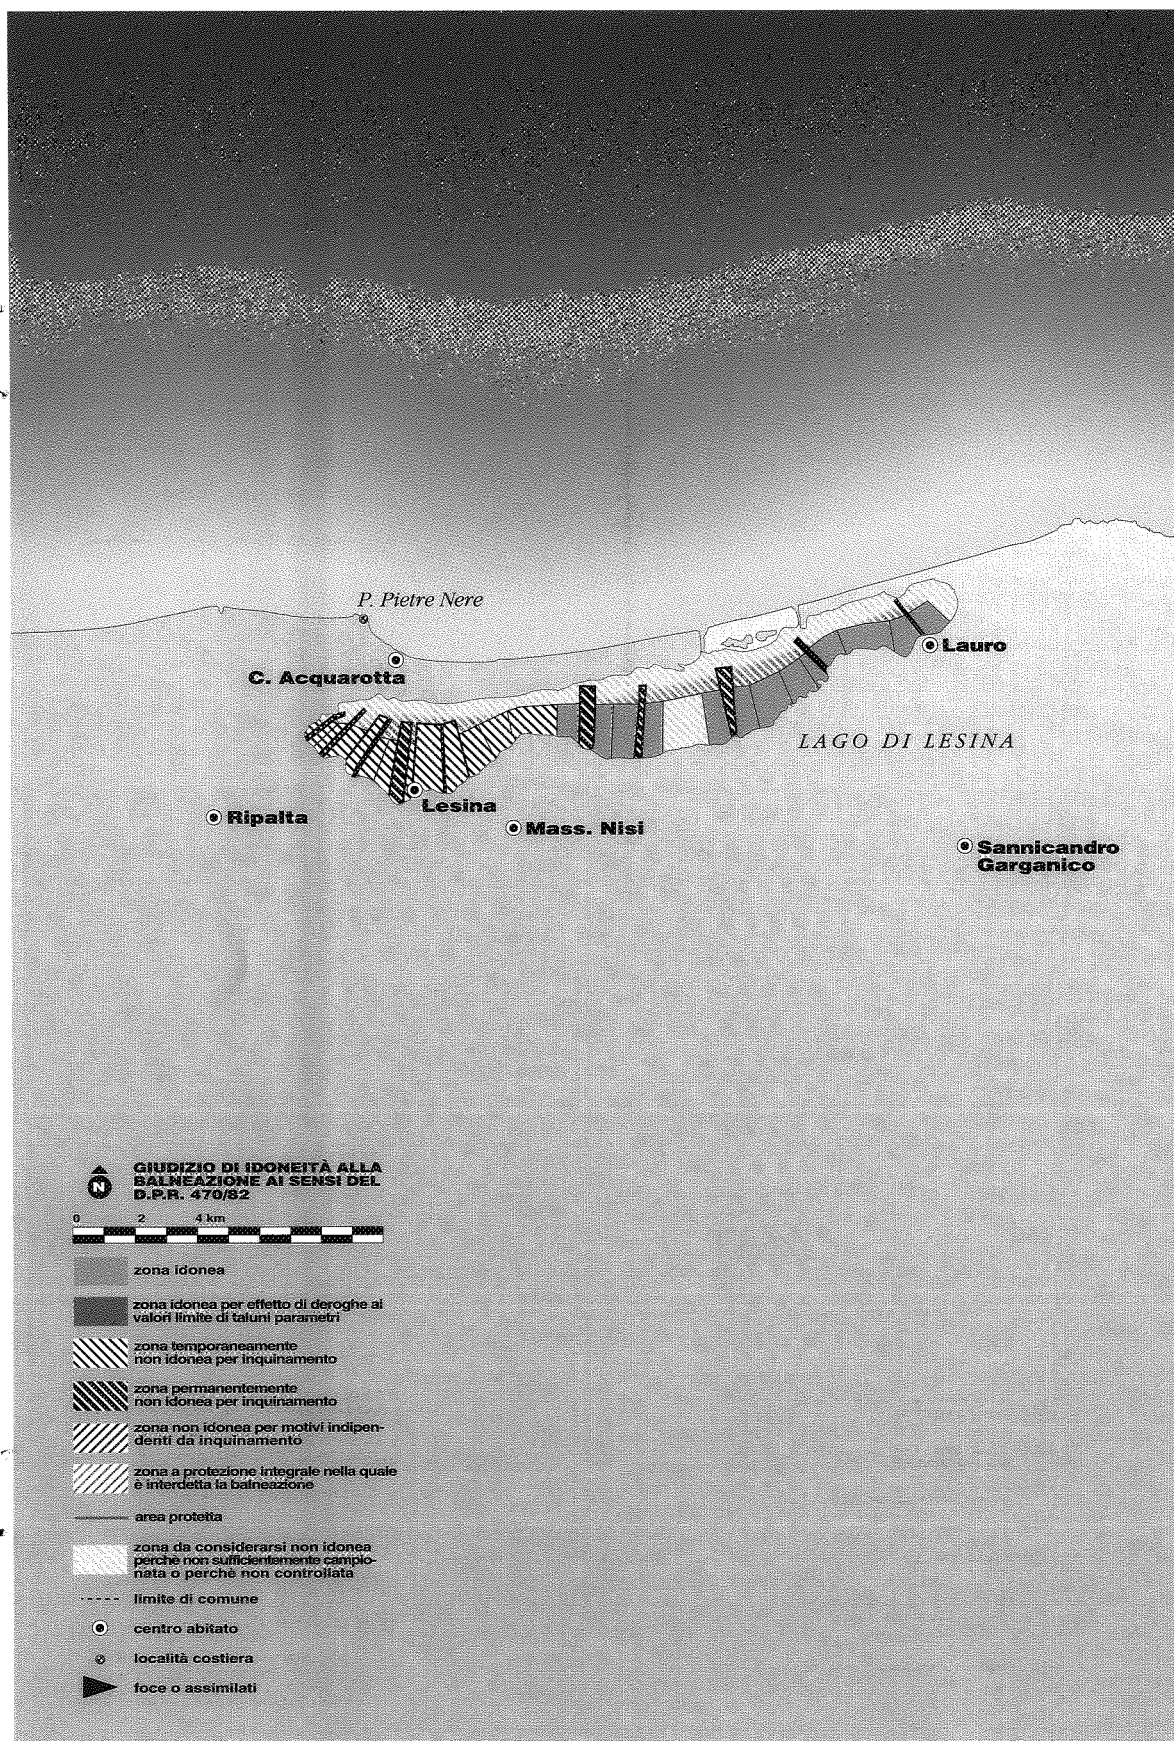 P. Pietre Nere
C. Acquarotta
Lauro
LAGO DI LESINA
Lesina
Ripalta
Mass. Nisi
Sannicandro
Garganico
N
GIUDIZIO DI IDONEITÀ ALLA
BALNEAZIONE AI SENSI DEL
D.P.R. 470/82
0 2 4 km
zona idonea
zona idonea per effetto di deroghe ai
valori limite di taluni parametri
zona temporaneamente
non idonea per inquinamento
zona permanentemente
non idonea per inquinamento
zona non idonea per motivi indipen-
denti da inquinamento
zona a protezione integrale nella quale
è interdetta la balneazione
area protetta
zona da considerarsi non idonea
perchè non sufficientemente campio-
nata o perchè non controllata
limite di comune
centro abitato
località costiera
foce o assimilati